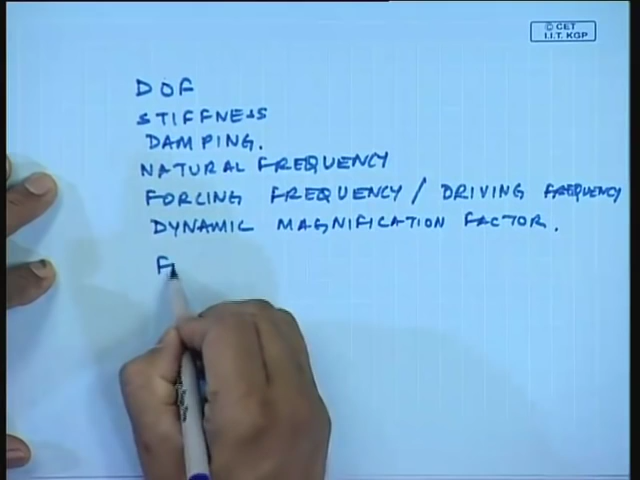 © CET
I.I.T. KGP
DOF
STIFFNESS
DAMPING.
NATURAL FREQUENCY
FORCING FREQUENCY / DRIVING FREQUENCY
DYNAMIC MAGNIFICATION FACTOR.
F